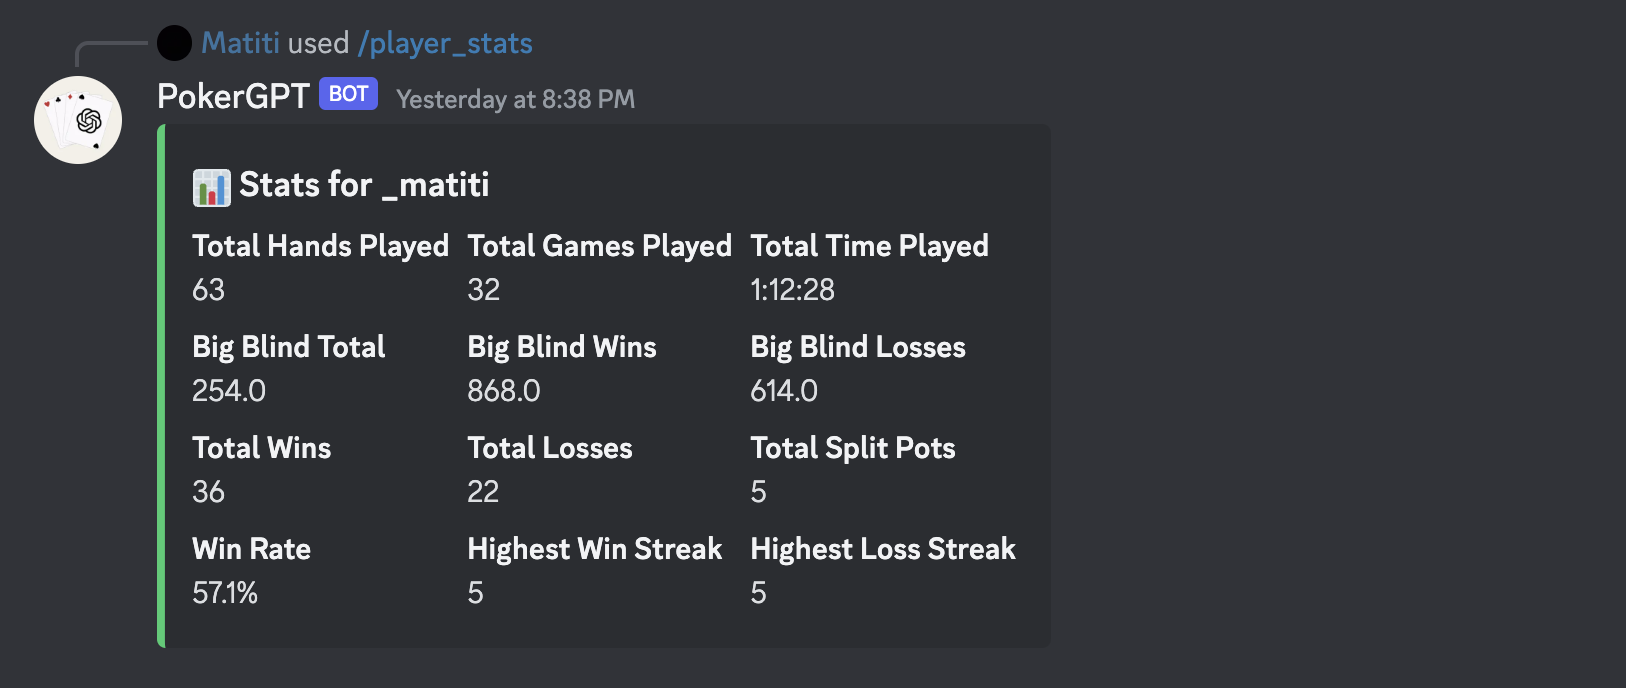 Matiti used /player_stats
PokerGPT BOT Yesterday at 8:38 PM
Stats for _matiti
Total Hands Played Total Games Played Total Time Played
63 32 1:12:28
Big Blind Total Big Blind Wins Big Blind Losses
254.0 868.0 614.0
Total Wins Total Losses Total Split Pots
36 22 5
Win Rate Highest Win Streak Highest Loss Streak
57.1% 5 5